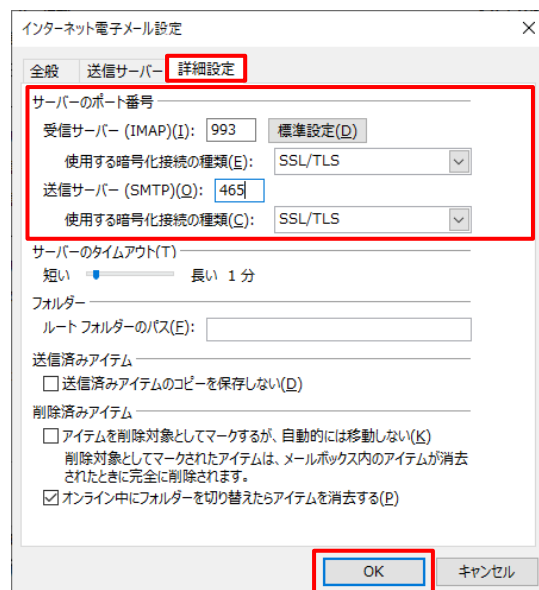 インターネット電子メール設定
全般 送信サーバー 詳細設定
サーバーのポート番号
受信サーバー (IMAP)(I): 993 標準設定(D)
使用する暗号化接続の種類(E): SSL/TLS
送信サーバー (SMTP)(O): 465
使用する暗号化接続の種類(C): SSL/TLS
サーバーのタイムアウト(T)
短い 長い 1 分
フォルダー
ルート フォルダーのパス(F):
送信済みアイテム
送信済みアイテムのコピーを保存しない(D)
削除済みアイテム
アイテムを削除対象としてマークするが、自動的には移動しない(K)
削除対象としてマークされたアイテムは、メールボックス内のアイテムが消去
されたときに完全に削除されます。
オンライン中にフォルダーを切り替えたらアイテムを消去する(P)
OK キャンセル